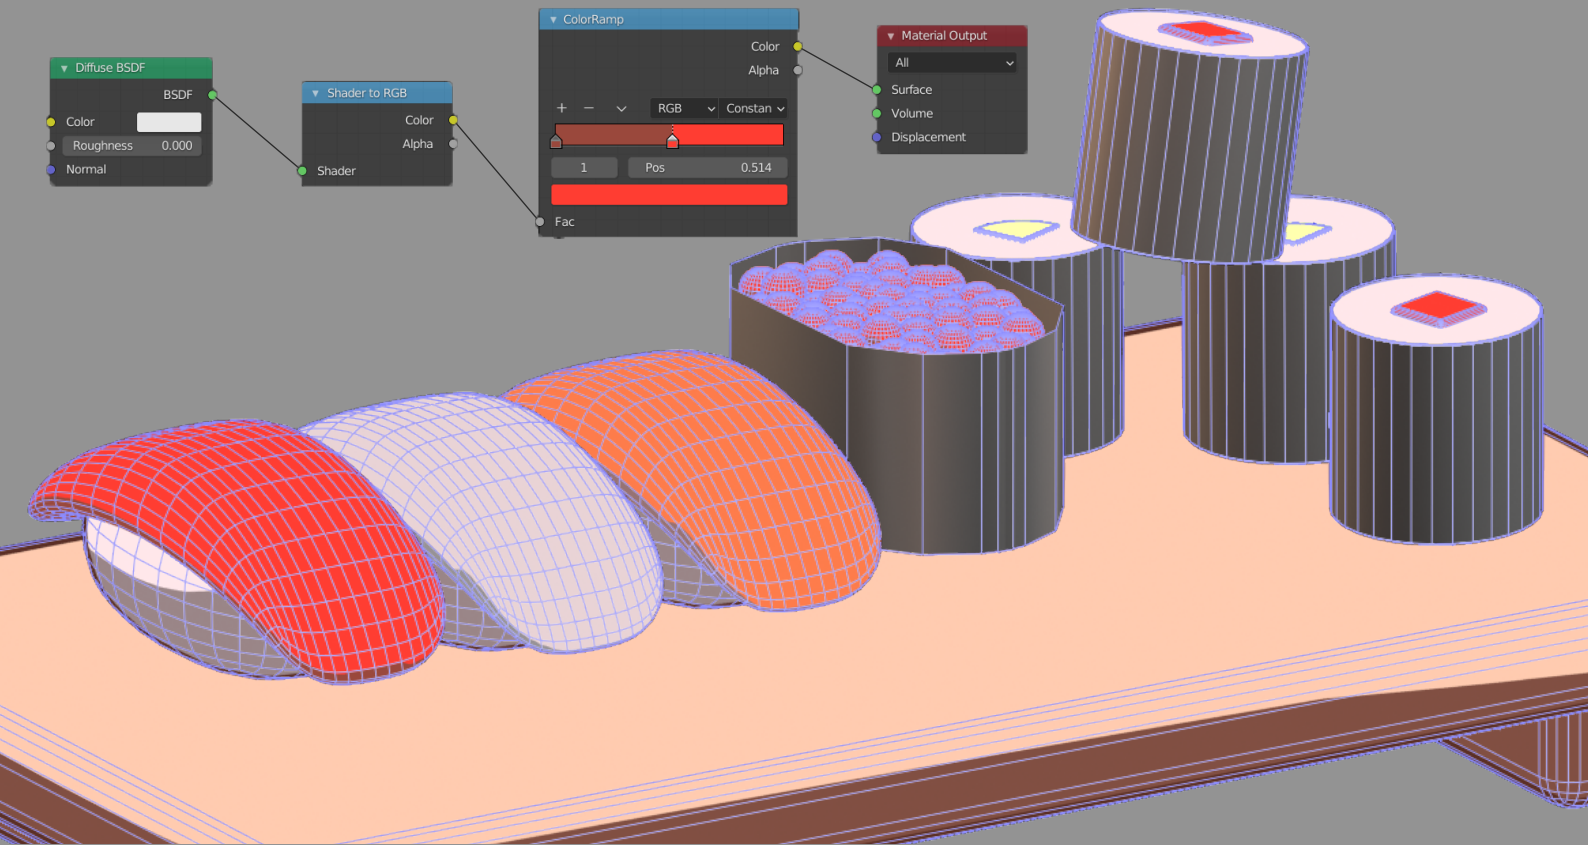 Diffuse BSDF
BSDF
Color
Roughness 0.000
Normal
Shader to RGB
Color
Alpha
Shader
ColorRamp
Color
Alpha
RGB Constan
1 Pos 0.514
Fac
Material Output
All
Surface
Volume
Displacement